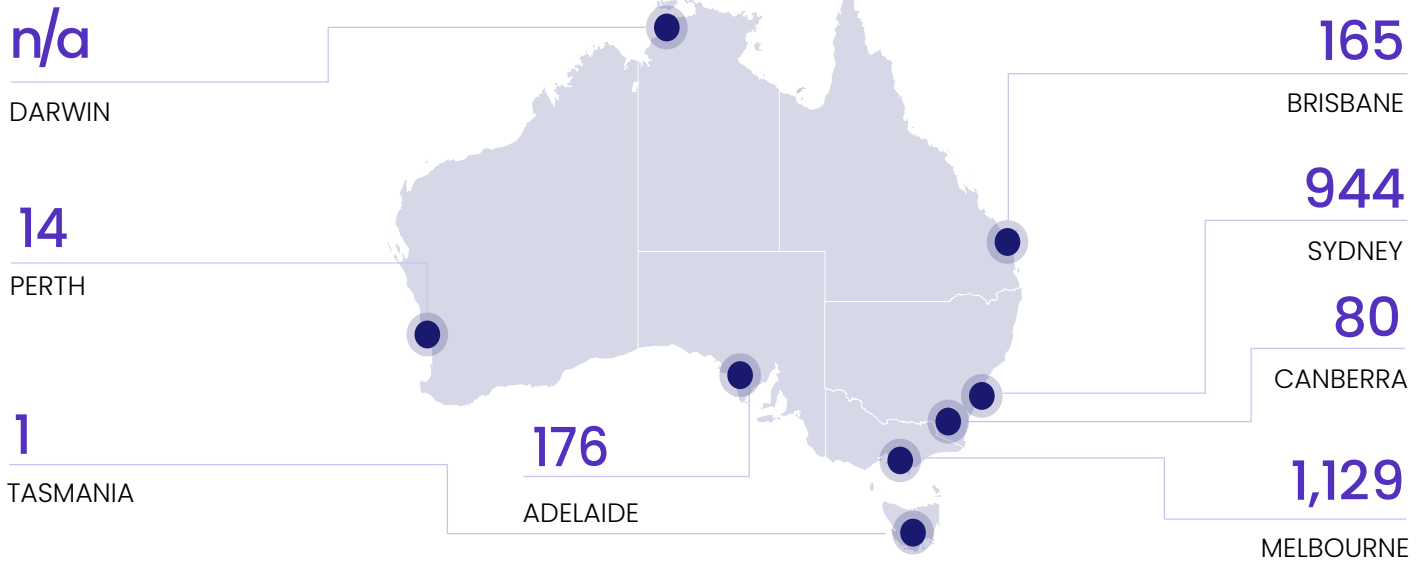 n/a
DARWIN
14
PERTH
1
TASMANIA
176
ADELAIDE
165
BRISBANE
944
SYDNEY
80
CANBERRA
1,129
MELBOURNE